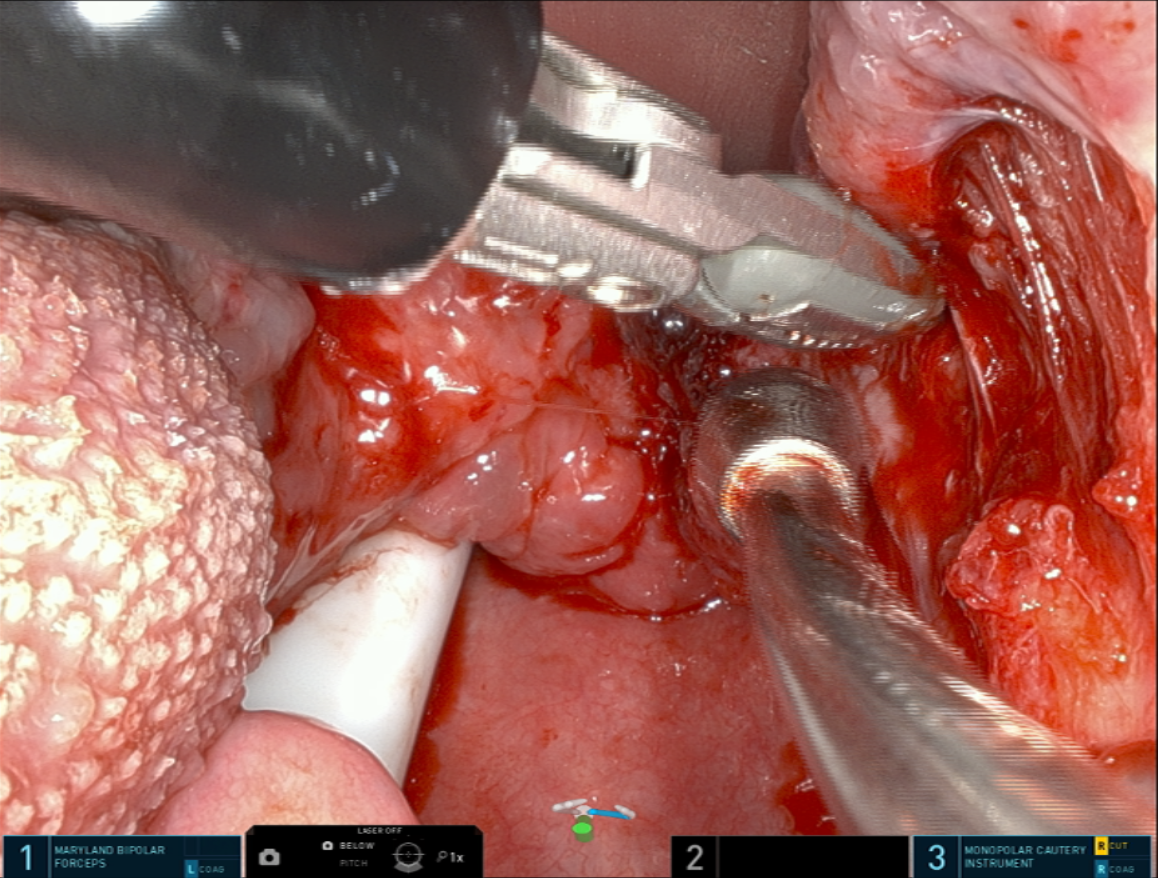 LASER OFF
1
MARYLAND BIPOLAR
FORCEPS
L COAG
BELOW
PITCH
1x
2
3
MONOPOLAR CAUTERY
INSTRUMENT
R CUT
R COAG